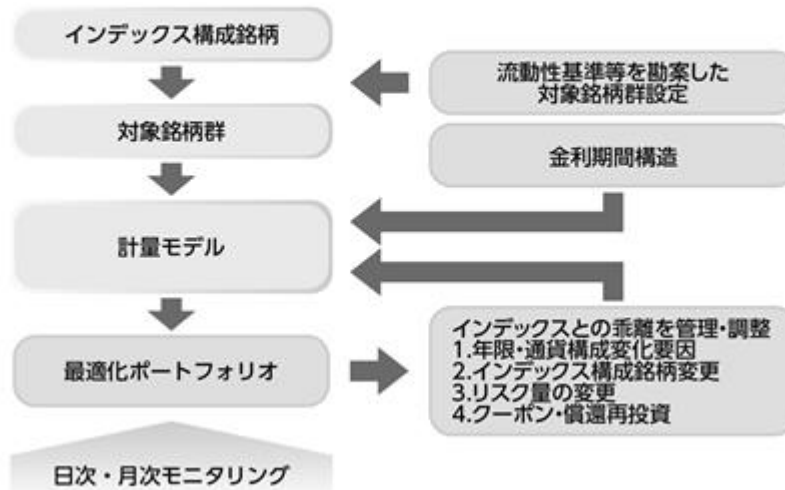 インデックス構成銘柄
流動性基準等を勘案した
対象銘柄群設定
対象銘柄群
金利期間構造
計量モデル
インデックスとの乖離を管理・調整
1.年限・通貨構成変化要因
2.インデックス構成銘柄変更
3.リスク量の変更
4.クーポン・償還再投資
最適化ポートフォリオ
日次・月次モニタリング